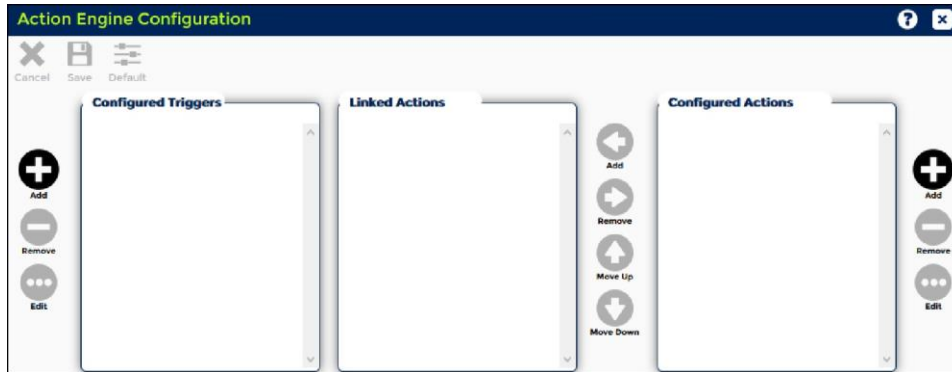 Action Engine Configuration
?
Cancel Save Default
Configured Triggers
Linked Actions
Configured Actions
Add
Remove
Edit
Add
Remove
Move Up
Move Down
Add
Remove
Edit